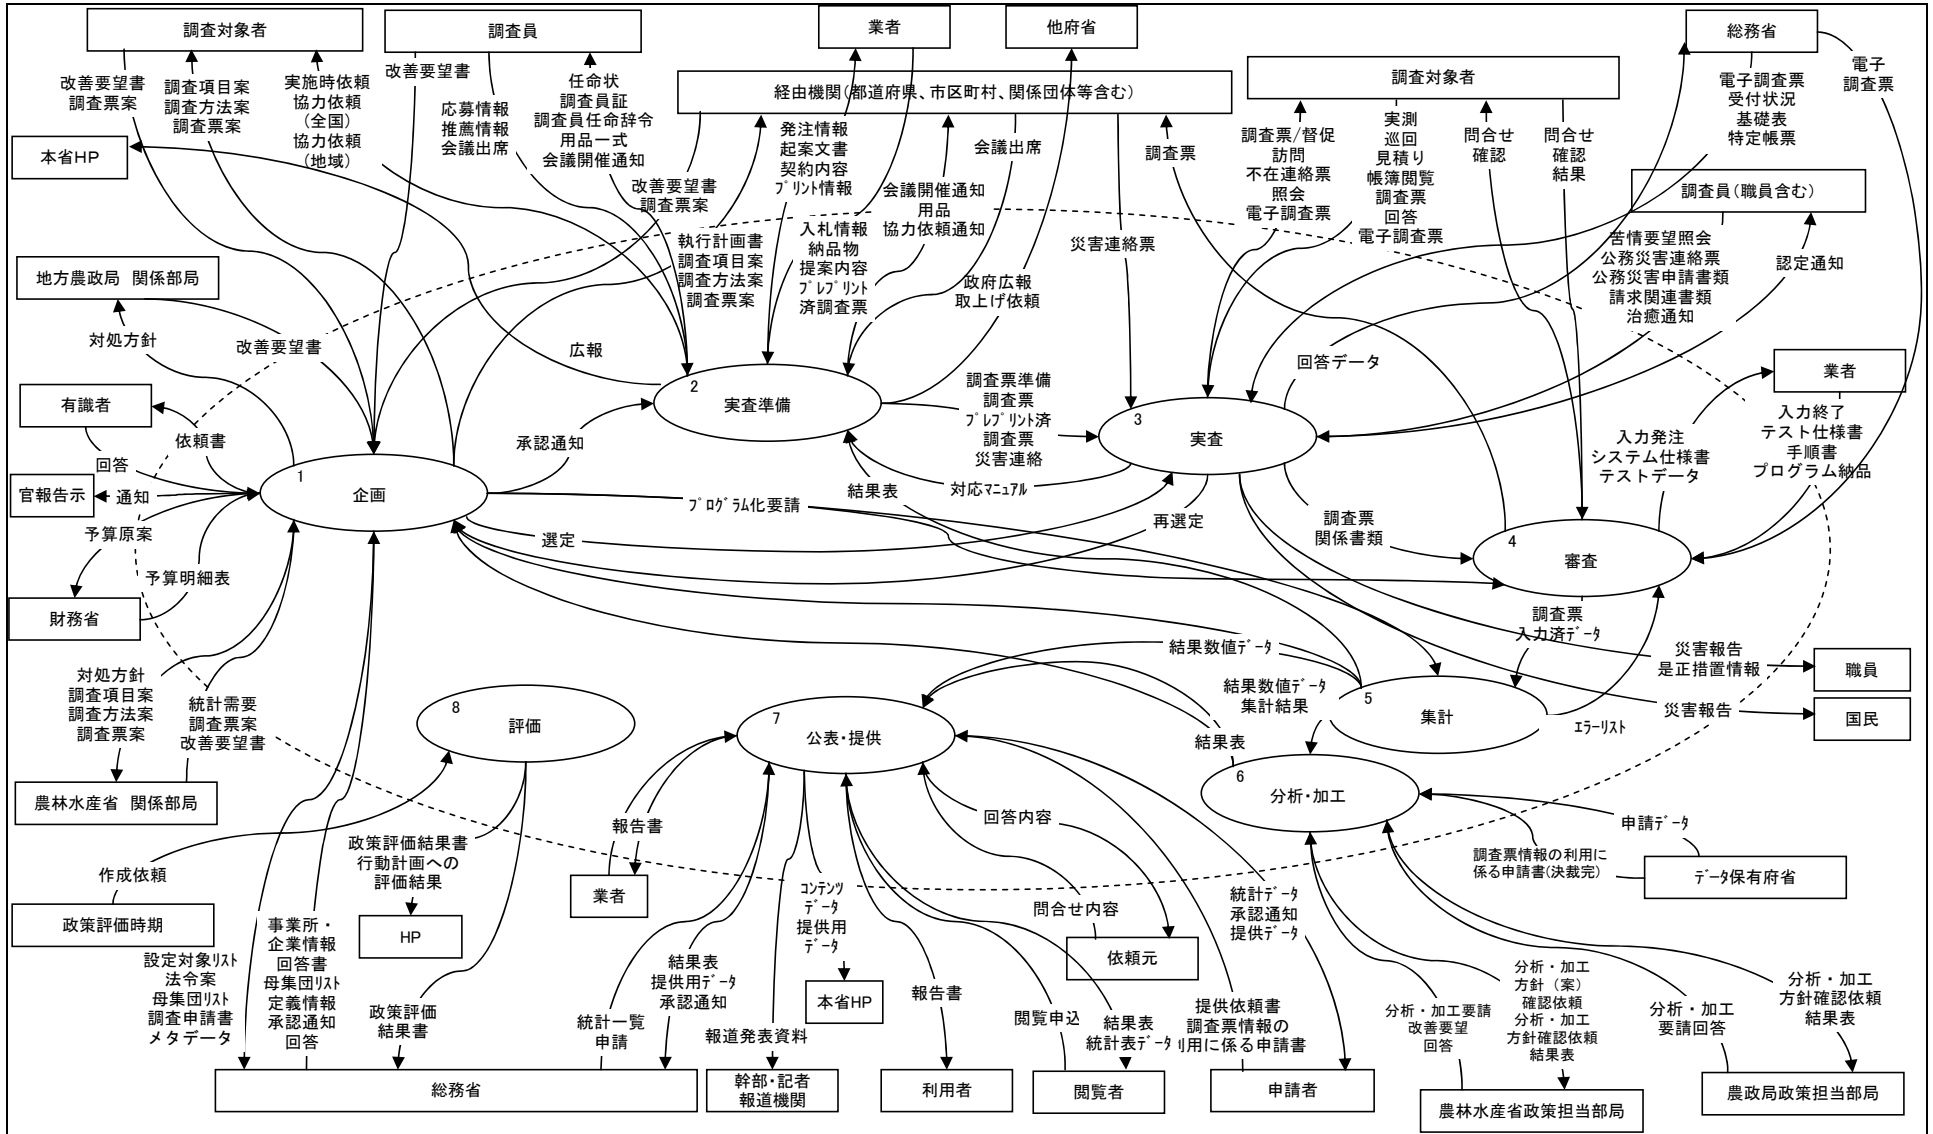 調査対象者
調査員
業者
他府省
総務省
経由機関(都道府県、市区町村、関係団体等含む)
調査対象者
改善要望書
調査票案
調査項目案
調査方法案
調査票案
実施時依頼
協力依頼
(全国)
協力依頼
(地域)
改善要望書
応募情報
推薦情報
会議出席
任命状
調査員証
調査員任命辞令
用品一式
会議開催通知
改善要望書
調査票案
発注情報
起案文書
契約内容
プリント情報
会議開催通知
用品
協力依頼通知
会議出席
調査票
調査票/督促
訪問
不在連絡票
照会
電子調査票
実測
巡回
見積り
帳簿閲覧
調査票
回答
電子調査票
問合せ
確認
問合せ
確認
結果
電子調査票
受付状況
基礎表
特定帳票
電子
調査票
本省HP
調査員(職員含む)
執行計画書
調査項目案
調査方法案
調査票案
入札情報
納品物
提案内容
プレプリント
済調査票
政府広報
取上げ依頼
災害連絡票
苦情要望照会
公務災害連絡票
公務災害申請書類
請求関連書類
治癒通知
認定通知
地方農政局 関係部局
対処方針
改善要望書
広報
回答データ
業者
有識者
依頼書
回答
承認通知
2
実査準備
調査票準備
調査票
プレプリント済
調査票
災害連絡
3
実査
入力発注
システム仕様書
テストデータ
入力終了
テスト仕様書
手順書
プログラム納品
官報告示
通知
1
企画
プログラム化要請
結果表
対応マニュアル
再選定
調査票
関係書類
4
審査
予算原案
選定
予算明細表
財務省
調査票
入力済データ
対処方針
調査項目案
調査方法案
調査票案
統計需要
調査票案
改善要望書
8
評価
7
公表・提供
結果数値データ
結果数値データ
集計結果
結果表
5
集計
エラーリスト
災害報告
是正措置情報
職員
災害報告
国民
農林水産省 関係部局
6
分析・加工
報告書
政策評価結果書
行動計画への
評価結果
回答内容
申請データ
調査票情報の利用に
係る申請書(決裁完)
データ保有府省
作成依頼
業者
コンテンツ
データ
提供用
データ
問合せ内容
統計データ
承認通知
提供データ
政策評価時期
HP
依頼元
設定対象リスト
法令案
母集団リスト
調査申請書
メタデータ
事業所・
企業情報
回答書
母集団リスト
定義情報
承認通知
回答
政策評価
結果書
統計一覧
申請
結果表
提供用データ
承認通知
報道発表資料
本省HP
報告書
閲覧申込
結果表
統計表データ
提供依頼書
調査票情報の
利用に係る申請書
分析・加工要請
改善要望
回答
分析・加工
方針(案)
確認依頼
分析・加工
方針確認依頼
結果表
分析・加工
要請回答
分析・加工
方針確認依頼
結果表
総務省
幹部・記者
報道機関
利用者
閲覧者
申請者
農林水産省政策担当部局
農政局政策担当部局